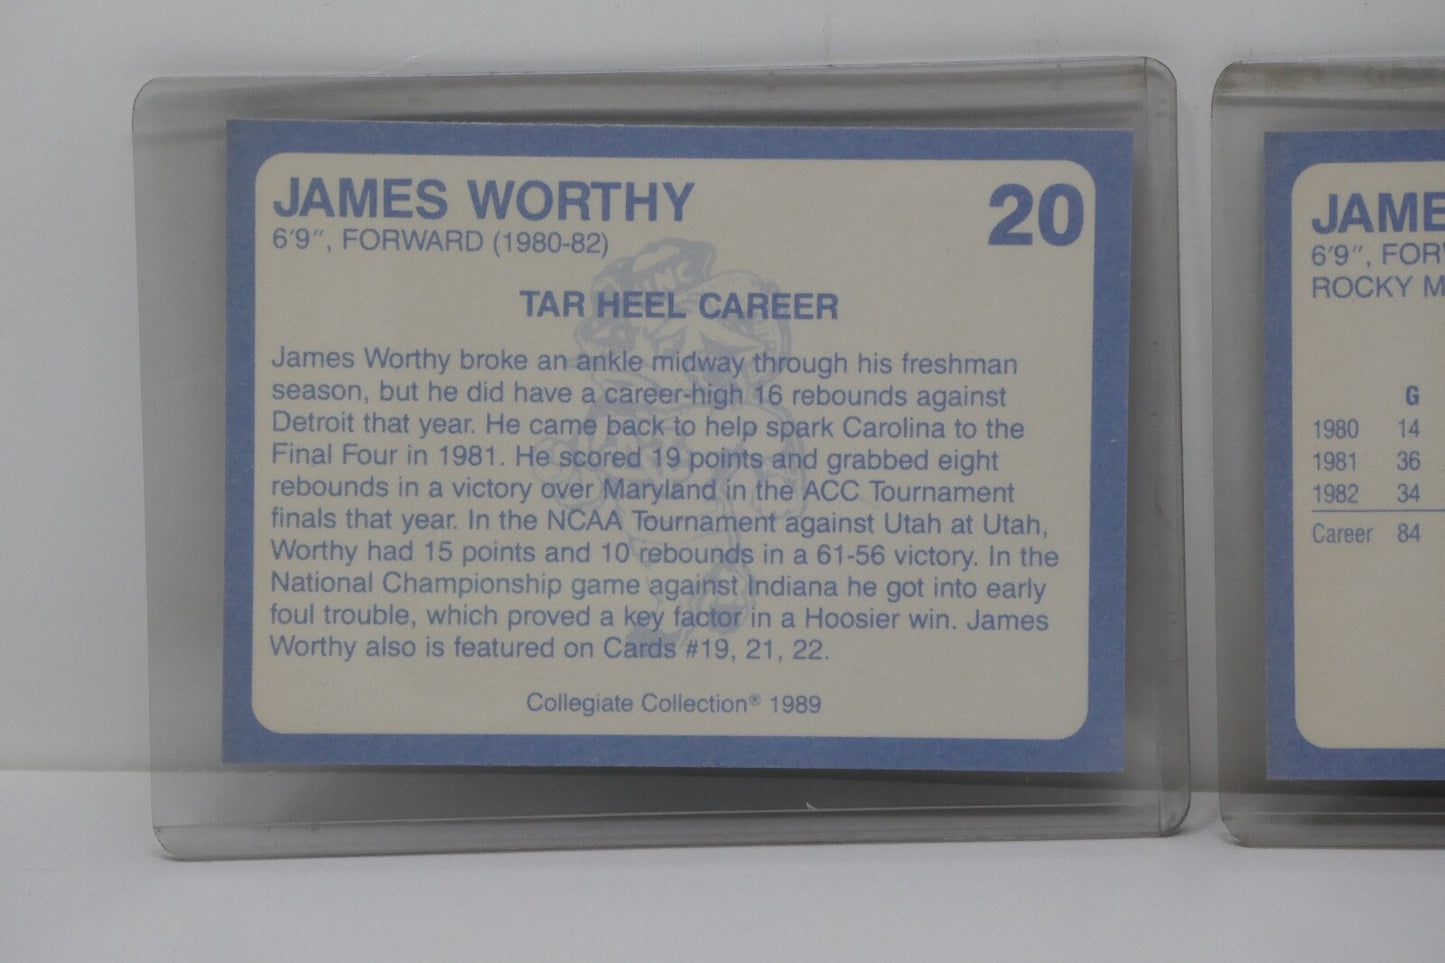 JAMES WORTHY
20
6'9", FORWARD (1980-82)
TAR HEEL CAREER
James Worthy broke an ankle midway through his freshman
season, but he did have a career-high 16 rebounds against
Detroit that year. He came back to help spark Carolina to the
Final Four in 1981. He scored 19 points and grabbed eight
rebounds in a victory over Maryland in the ACC Tournament
finals that year. In the NCAA Tournament against Utah at Utah,
Worthy had 15 points and 10 rebounds in a 61-56 victory. In the
National Championship game against Indiana he got into early
foul trouble, which proved a key factor in a Hoosier win. James
Worthy also is featured on Cards #19, 21, 22.
Collegiate Collection® 1989
JAME
6'9", FOR
ROCKY M
G
1980 14
1981 36
1982 34
Career 84